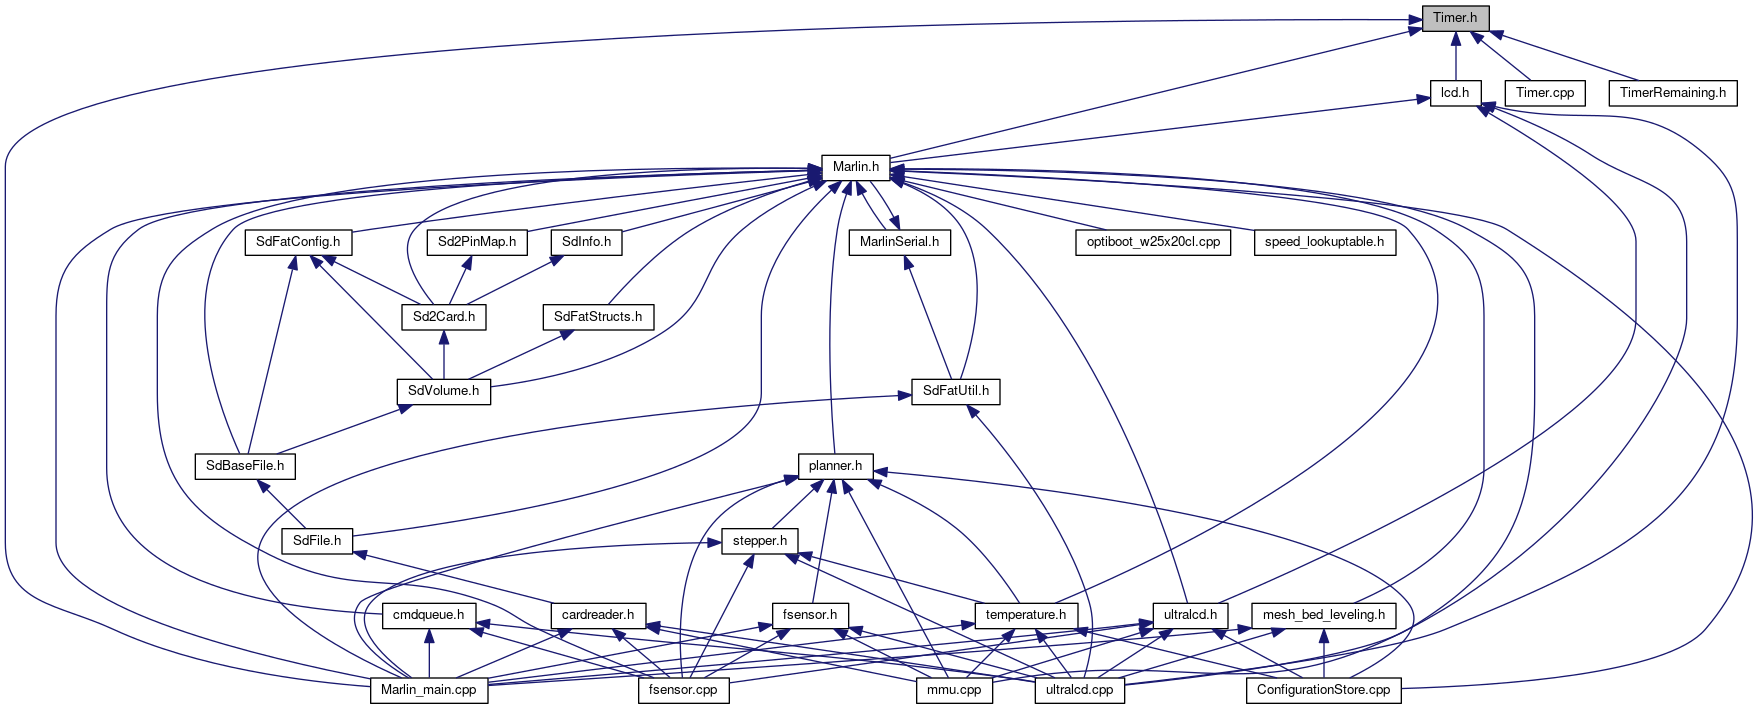 Timer.h
lcd.h
Timer.cpp
TimerRemaining.h
Marlin.h
SdFatConfig.h
Sd2PinMap.h
SdInfo.h
MarlinSerial.h
optiboot_w25x20cl.cpp
speed_lookuptable.h
Sd2Card.h
SdFatStructs.h
SdVolume.h
SdFatUtil.h
SdBaseFile.h
planner.h
SdFile.h
stepper.h
cmdqueue.h
cardreader.h
fsensor.h
temperature.h
ultralcd.h
mesh_bed_leveling.h
Marlin_main.cpp
fsensor.cpp
mmu.cpp
ultralcd.cpp
ConfigurationStore.cpp